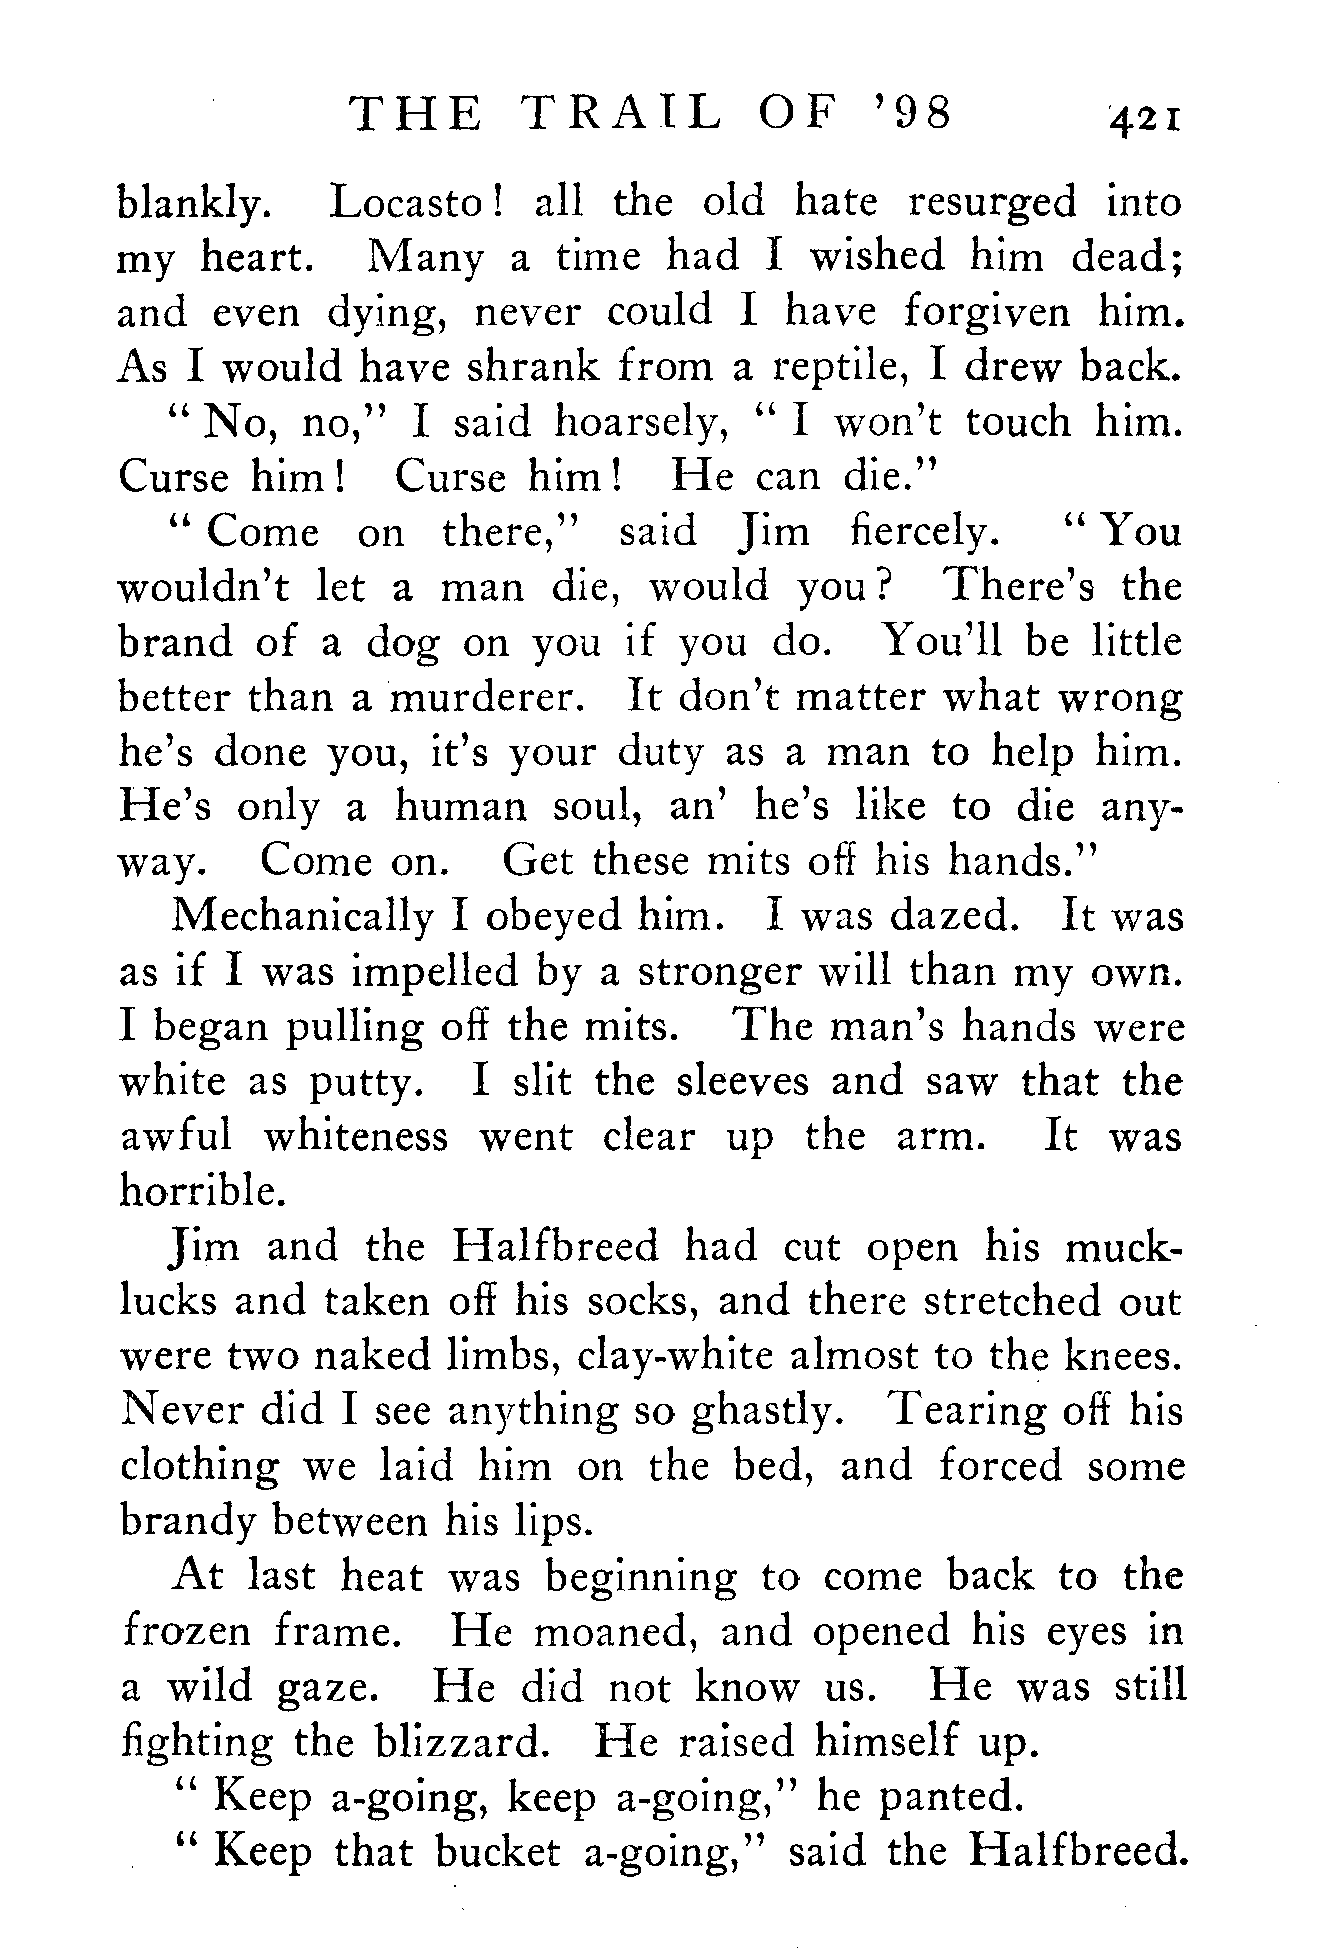 THE TRAIL OF '98 421
blankly. Locasto! all the old hate resurged into
my heart. Many a time had I wished him dead;
and even dying, never could I have forgiven him.
As I would have shrank from a reptile, I drew back.
"No, no," I said hoarsely, "I won't touch him.
Curse him! Curse him! He can die."
"Come on there," said Jim fiercely. "You
wouldn't let a man die, would you? There's the
brand of a dog on you if you do. You'll be little
better than a murderer. It don't matter what wrong
he's done you, it's your duty as a man to help him.
He's only a human soul, an' he's like to die any-
way. Come on. Get these mits off his hands."
Mechanically I obeyed him. I was dazed. It was
as if I was impelled by a stronger will than my own.
I began pulling off the mits. The man's hands were
white as putty. I slit the sleeves and saw that the
awful whiteness went clear up the arm. It was
horrible.
Jim and the Halfbreed had cut open his muck-
lucks and taken off his socks, and there stretched out
were two naked limbs, clay-white almost to the knees.
Never did I see anything so ghastly. Tearing off his
clothing we laid him on the bed, and forced some
brandy between his lips.
At last heat was beginning to come back to the
frozen frame. He moaned, and opened his eyes in
a wild gaze. He did not know us. He was still
fighting the blizzard. He raised himself up.
"Keep a-going, keep a-going," he panted.
"Keep that bucket a-going," said the Halfbreed.